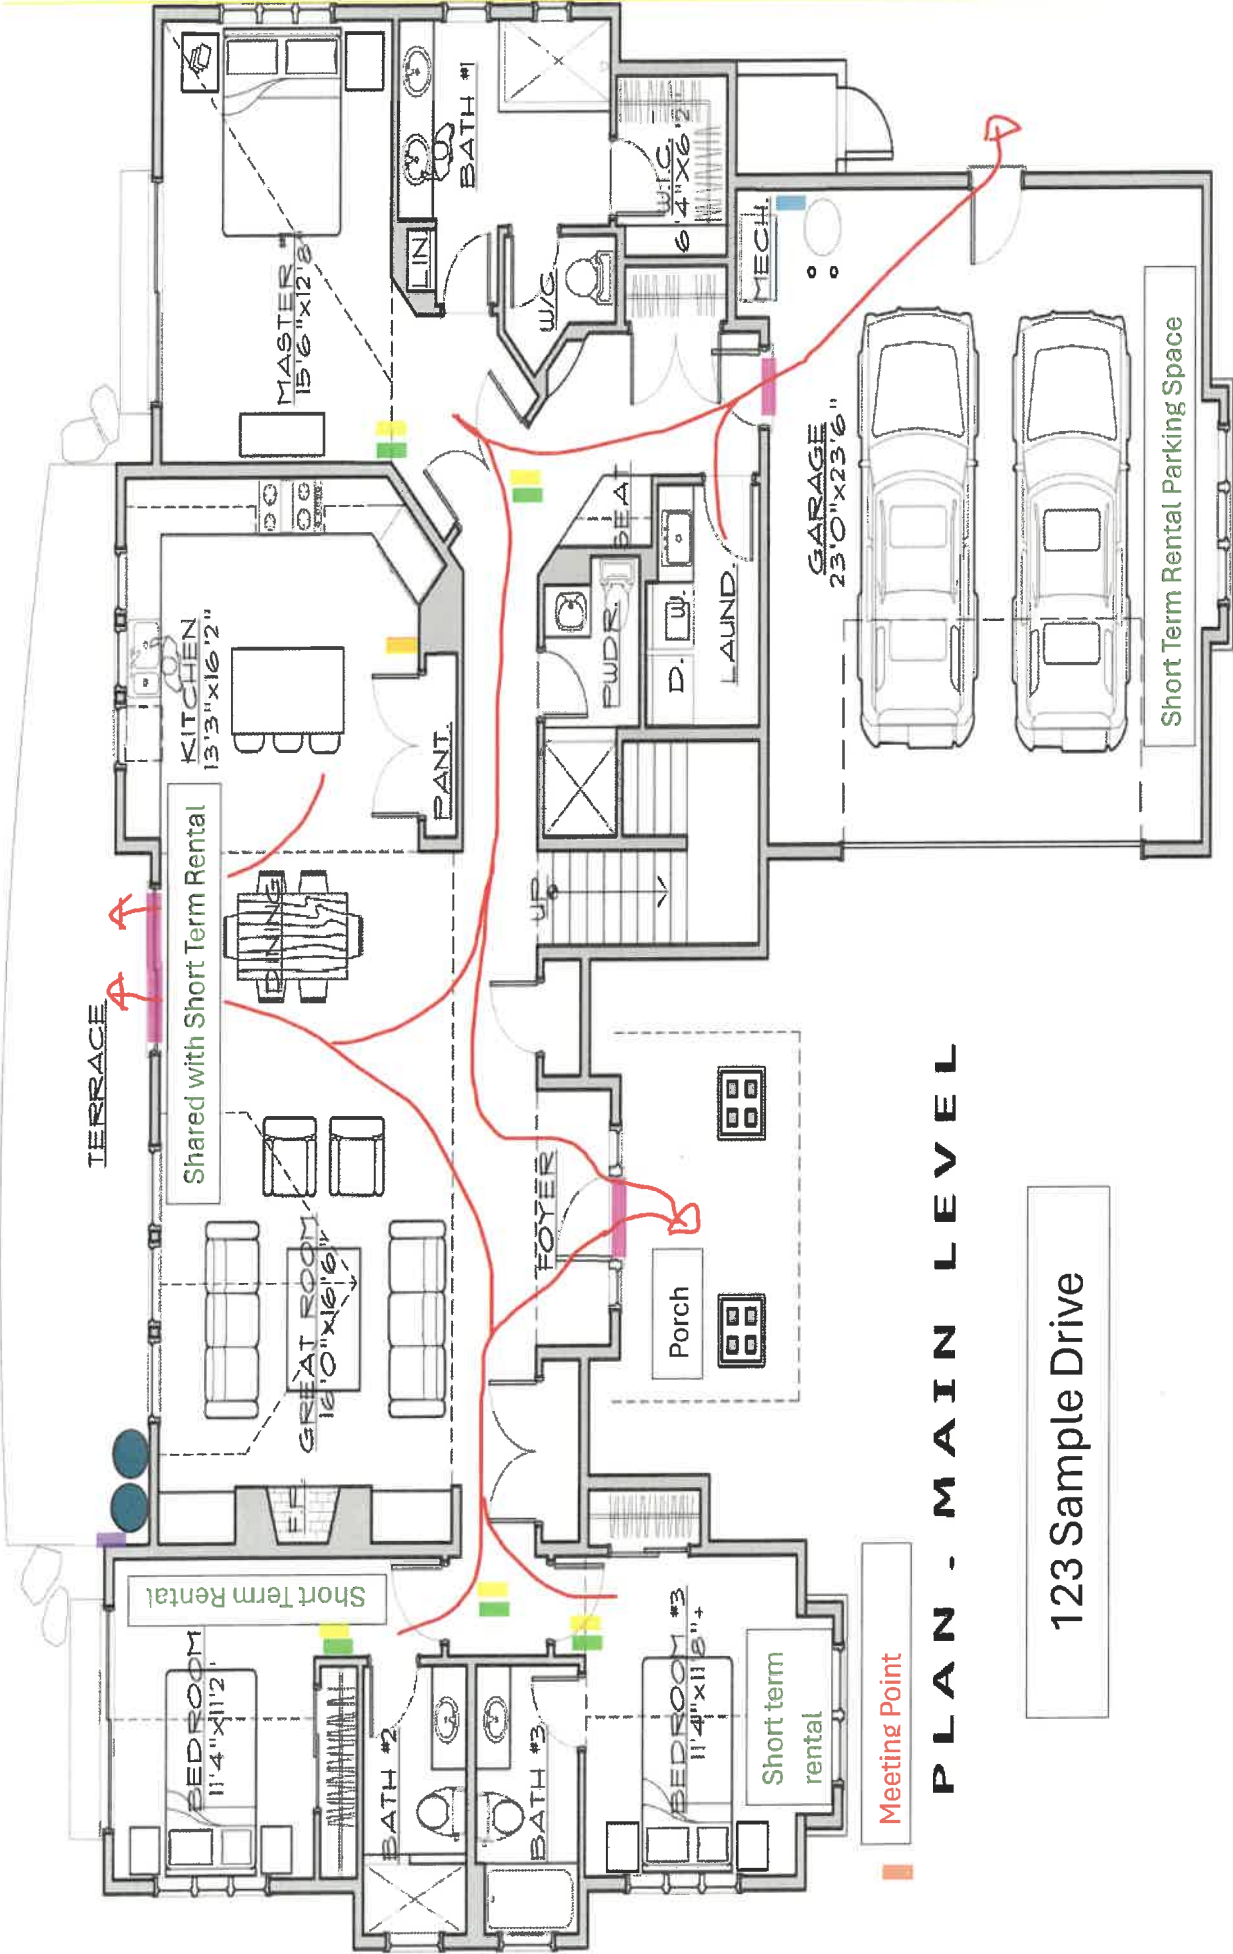 MASTER
15'6"x12'8"
BATH #1
LIN
W/C
W.I.C.
6'4"X6'2"
MECH.
KITCHEN
13'3"x16'2"
PANT.
SEAT
PWDR.
D.
W.
LAUND.
GARAGE
23'0"x23'6"
Short Term Rental Parking Space
TERRACE
Shared with Short Term Rental
DINING
UP
GREAT ROOM
16'0"x16'6"
FOYER
Porch
Short Term Rental
BEDROOM
11'4"x11'2"
BATH #2
BATH #3
BEDROOM #3
11'4"x11'8"+
Short term
rental
Meeting Point
PLAN - MAIN LEVEL
123 Sample Drive